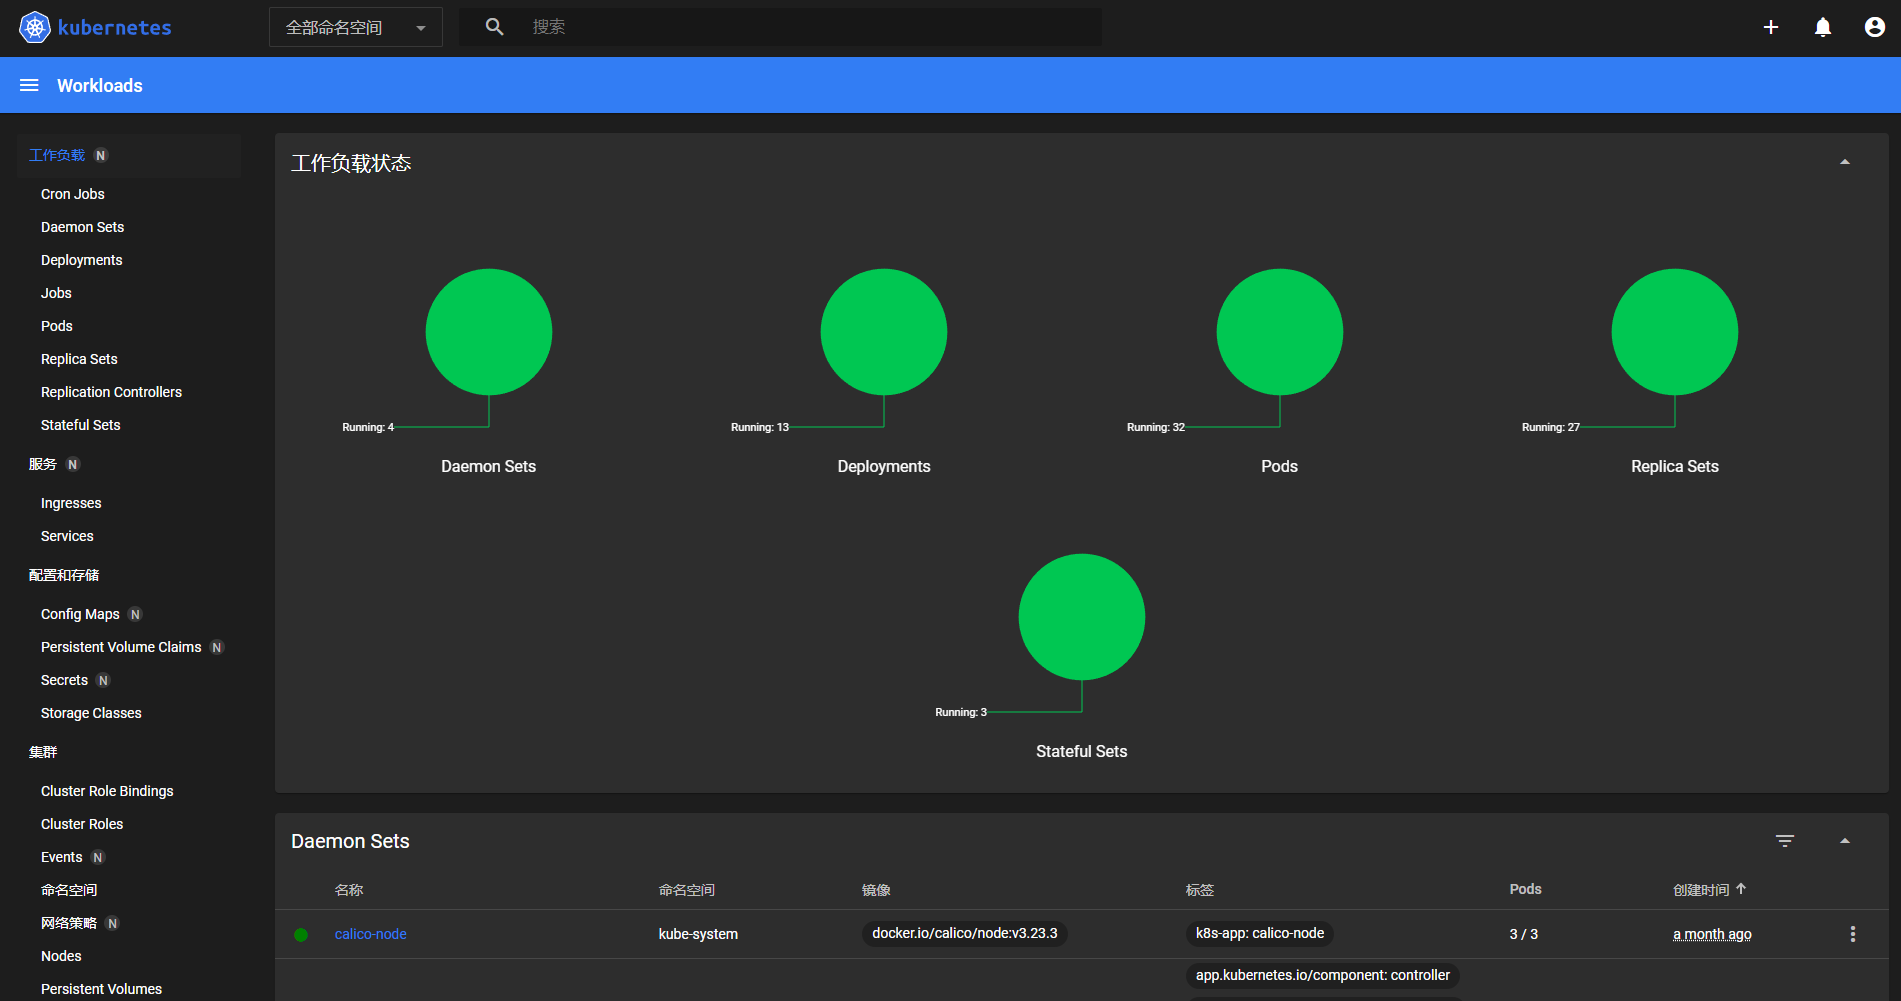 kubernetes
全部命名空间
搜索
Workloads
工作负载 N
Cron Jobs
Daemon Sets
Deployments
Jobs
Pods
Replica Sets
Replication Controllers
Stateful Sets
服务 N
Ingresses
Services
配置和存储
Config Maps N
Persistent Volume Claims N
Secrets N
Storage Classes
集群
Cluster Role Bindings
Cluster Roles
Events N
命名空间
网络策略 N
Nodes
Persistent Volumes
工作负载状态
Running: 4
Daemon Sets
Running: 13
Deployments
Running: 32
Pods
Running: 27
Replica Sets
Running: 3
Stateful Sets
Daemon Sets
名称 命名空间 镜像 标签 Pods 创建时间
calico-node kube-system docker.io/calico/node:v3.23.3 k8s-app: calico-node 3 / 3 a month ago
app.kubernetes.io/component: controller